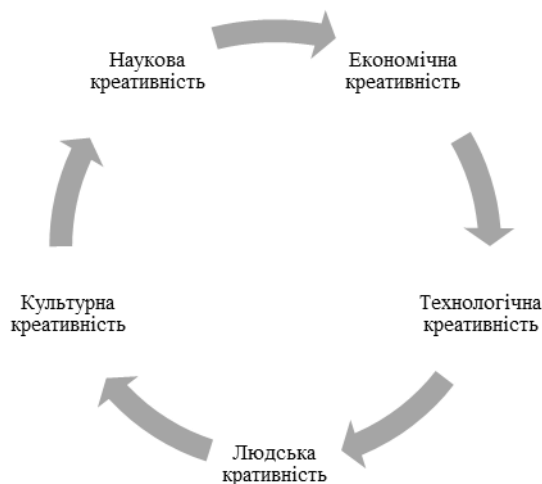 Наукова
креативність
Економічна
креативність
Технологічна
креативність
Людська
кративність
Культурна
креативність